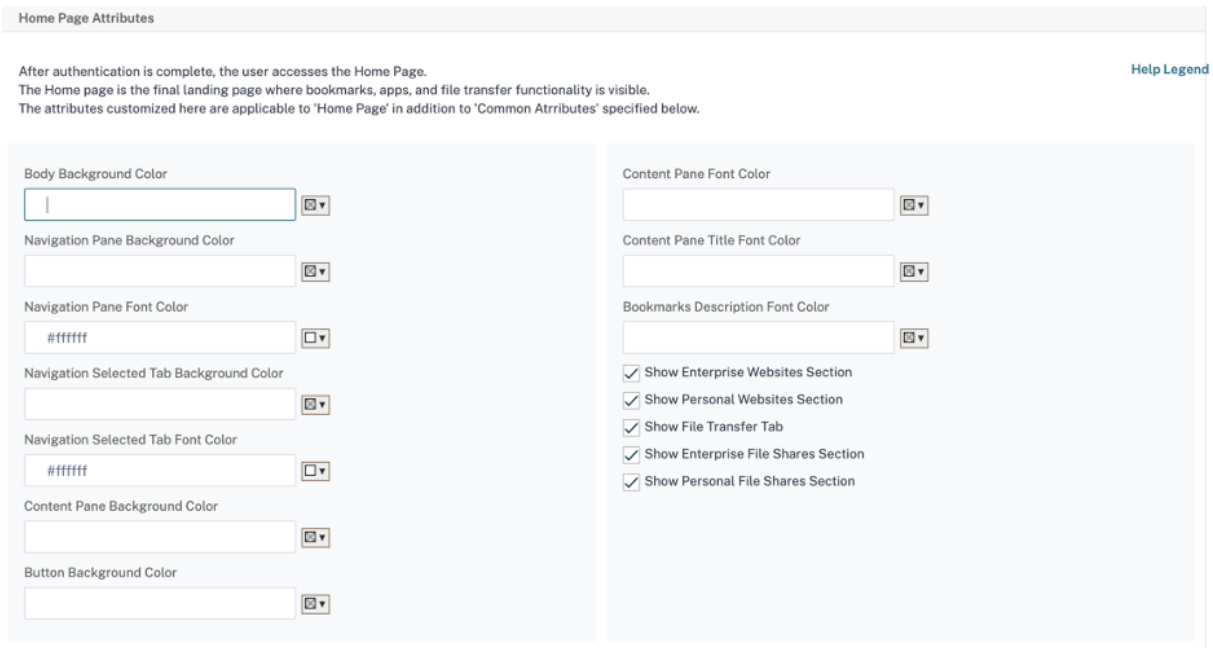 Home Page Attributes
After authentication is complete, the user accesses the Home Page.
Help Legend
The Home page is the final landing page where bookmarks, apps, and file transfer functionality is visible.
The attributes customized here are applicable to 'Home Page' in addition to 'Common Atrributes' specified below.
Body Background Color
Navigation Pane Background Color
Navigation Pane Font Color
#ffffff
Navigation Selected Tab Background Color
Navigation Selected Tab Font Color
#ffffff
Content Pane Background Color
Button Background Color
Content Pane Font Color
Content Pane Title Font Color
Bookmarks Description Font Color
Show Enterprise Websites Section
Show Personal Websites Section
Show File Transfer Tab
Show Enterprise File Shares Section
Show Personal File Shares Section